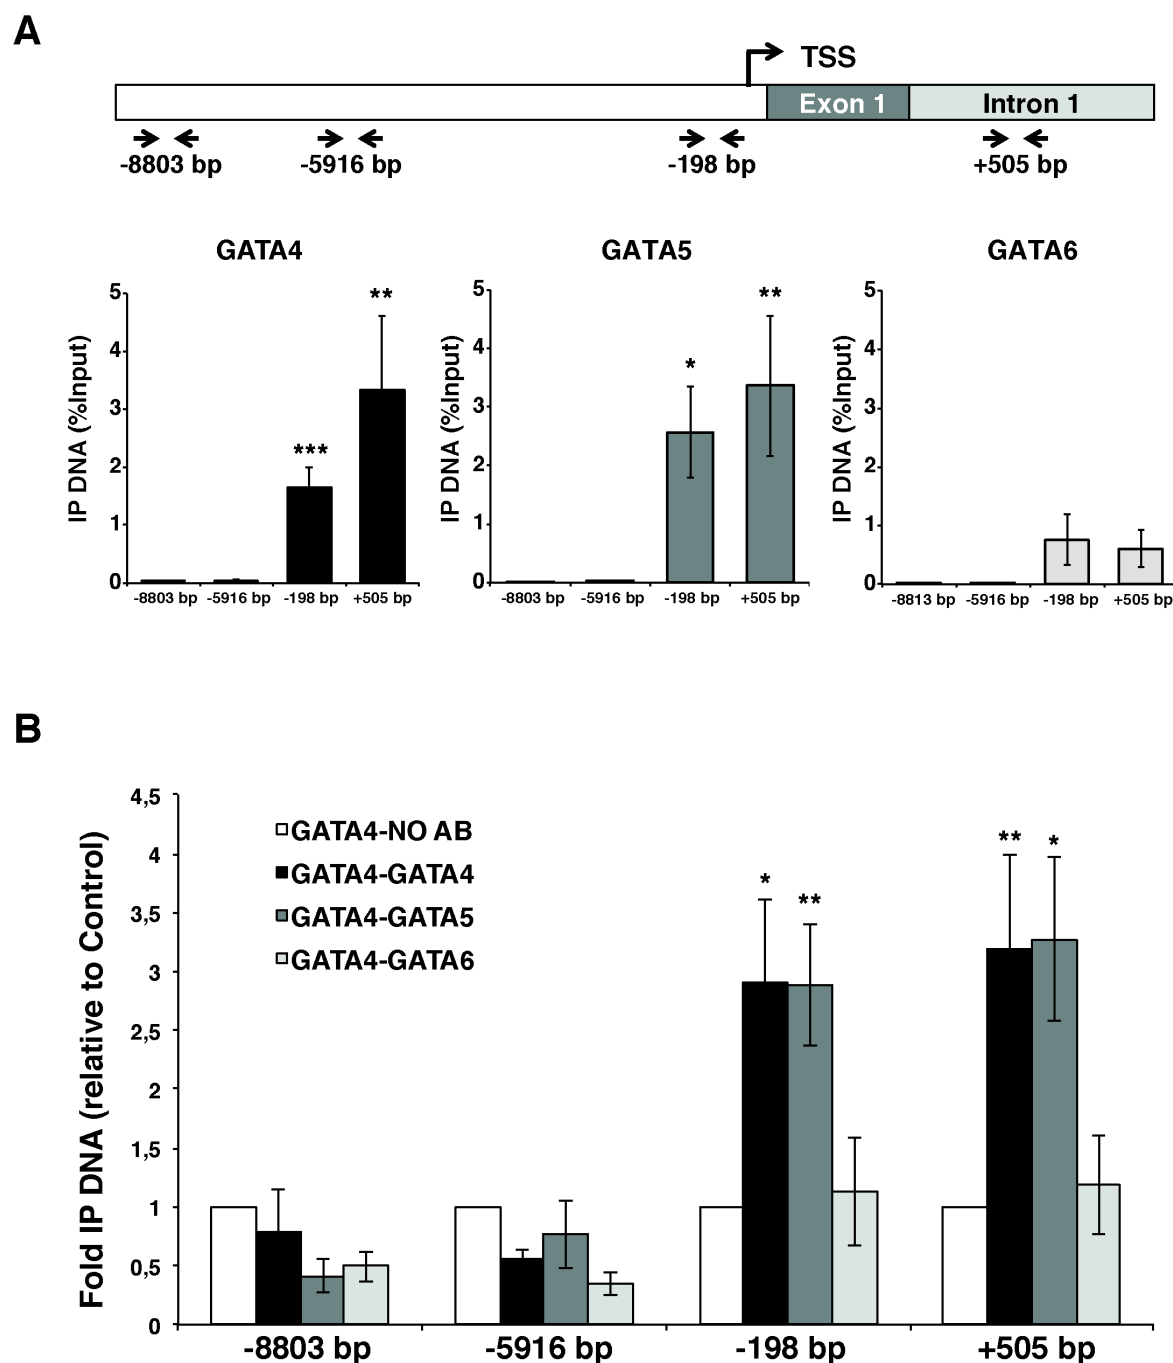 A
TSS
Exon 1
Intron 1
-8803 bp
-5916 bp
-198 bp
+505 bp
GATA4
IP DNA (%Input)
5
4
3
2
1
0
***
**
-8803 bp
-5916 bp
-198 bp
+505 bp
GATA5
IP DNA (%Input)
5
4
3
2
1
0
*
**
-8803 bp
-5916 bp
-198 bp
+505 bp
GATA6
IP DNA (%Input)
5
4
3
2
1
0
-8813 bp
-5916 bp
-198 bp
+505 bp
B
Fold IP DNA (relative to Control)
4,5
4
3,5
3
2,5
2
1,5
1
0,5
0
GATA4-NO AB
GATA4-GATA4
GATA4-GATA5
GATA4-GATA6
*
**
**
*
-8803 bp
-5916 bp
-198 bp
+505 bp